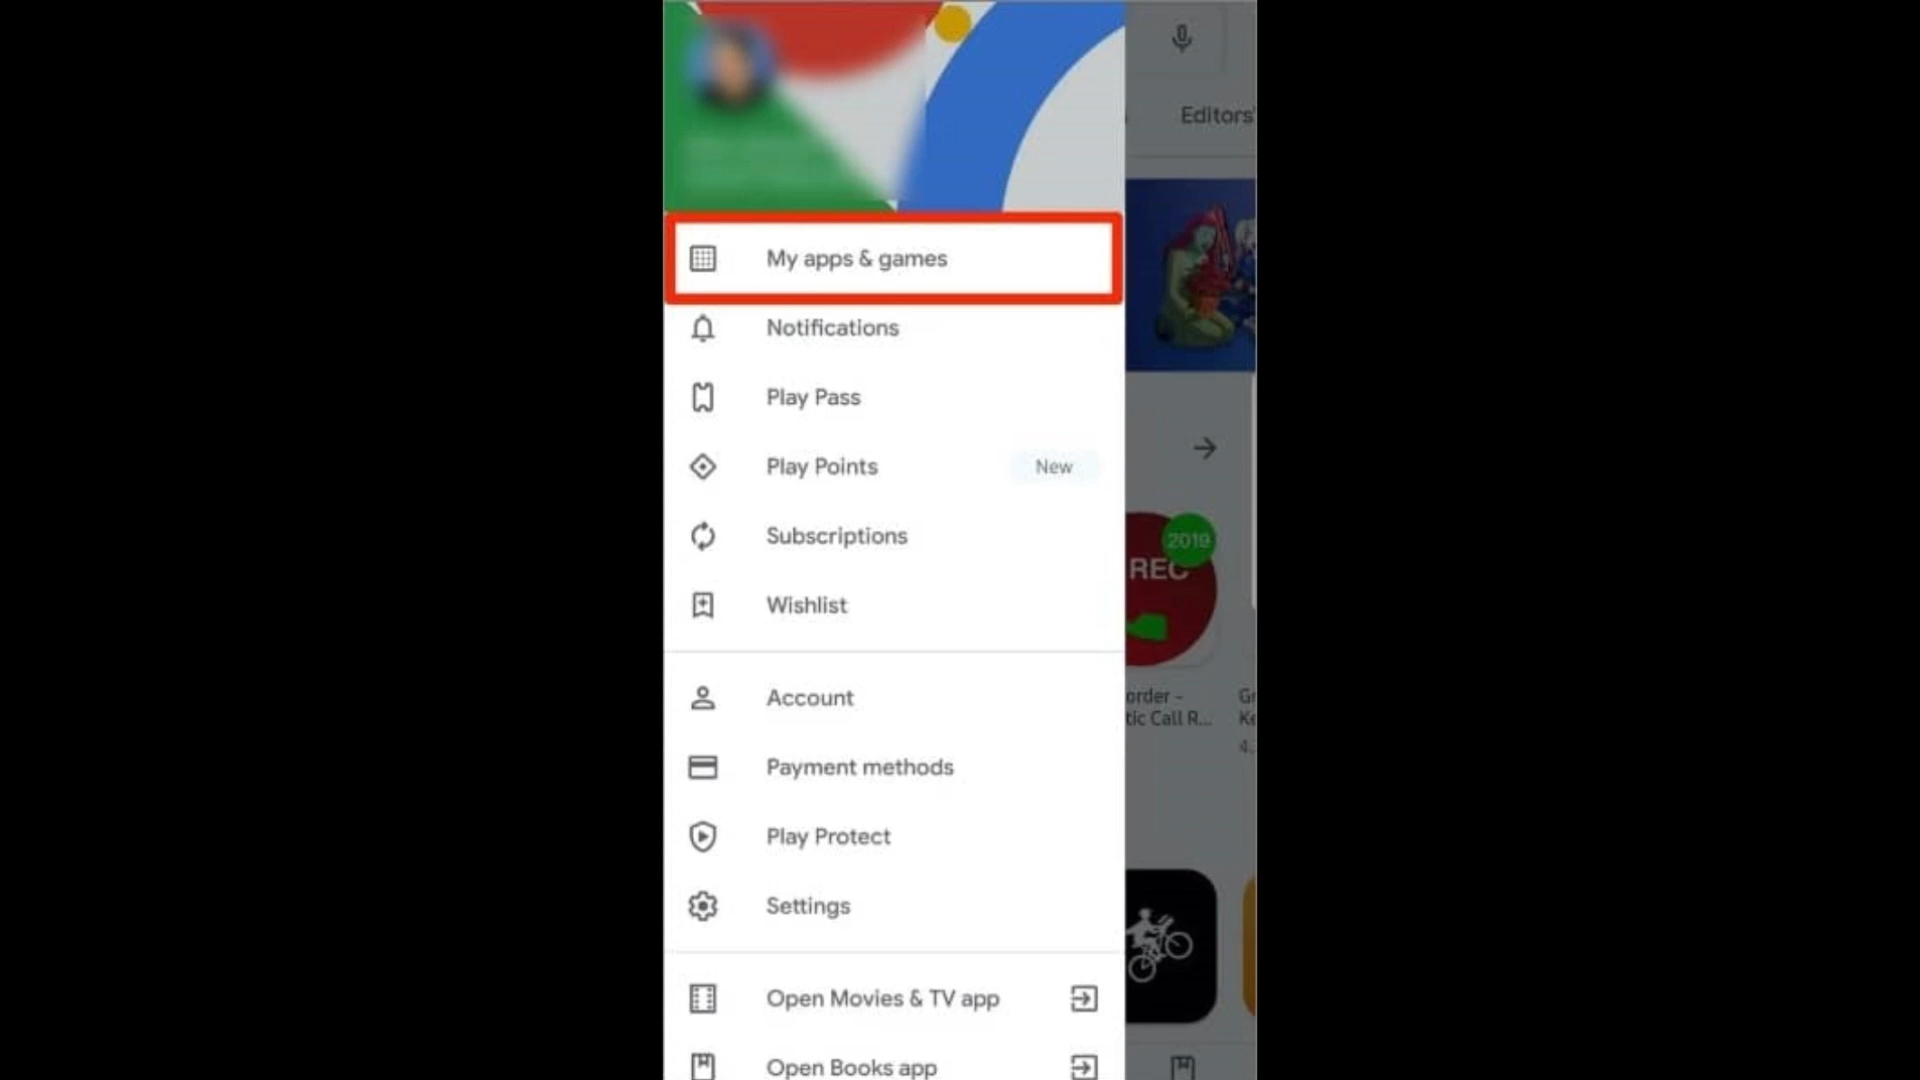 Editors'
My apps & games
Notifications
Play Pass
Play Points
New
Subscriptions
2019
REC
Wishlist
Account
order -
tic Call R...
Gr
Ke
4.
Payment methods
Play Protect
Settings
Open Movies & TV app
Open Books app